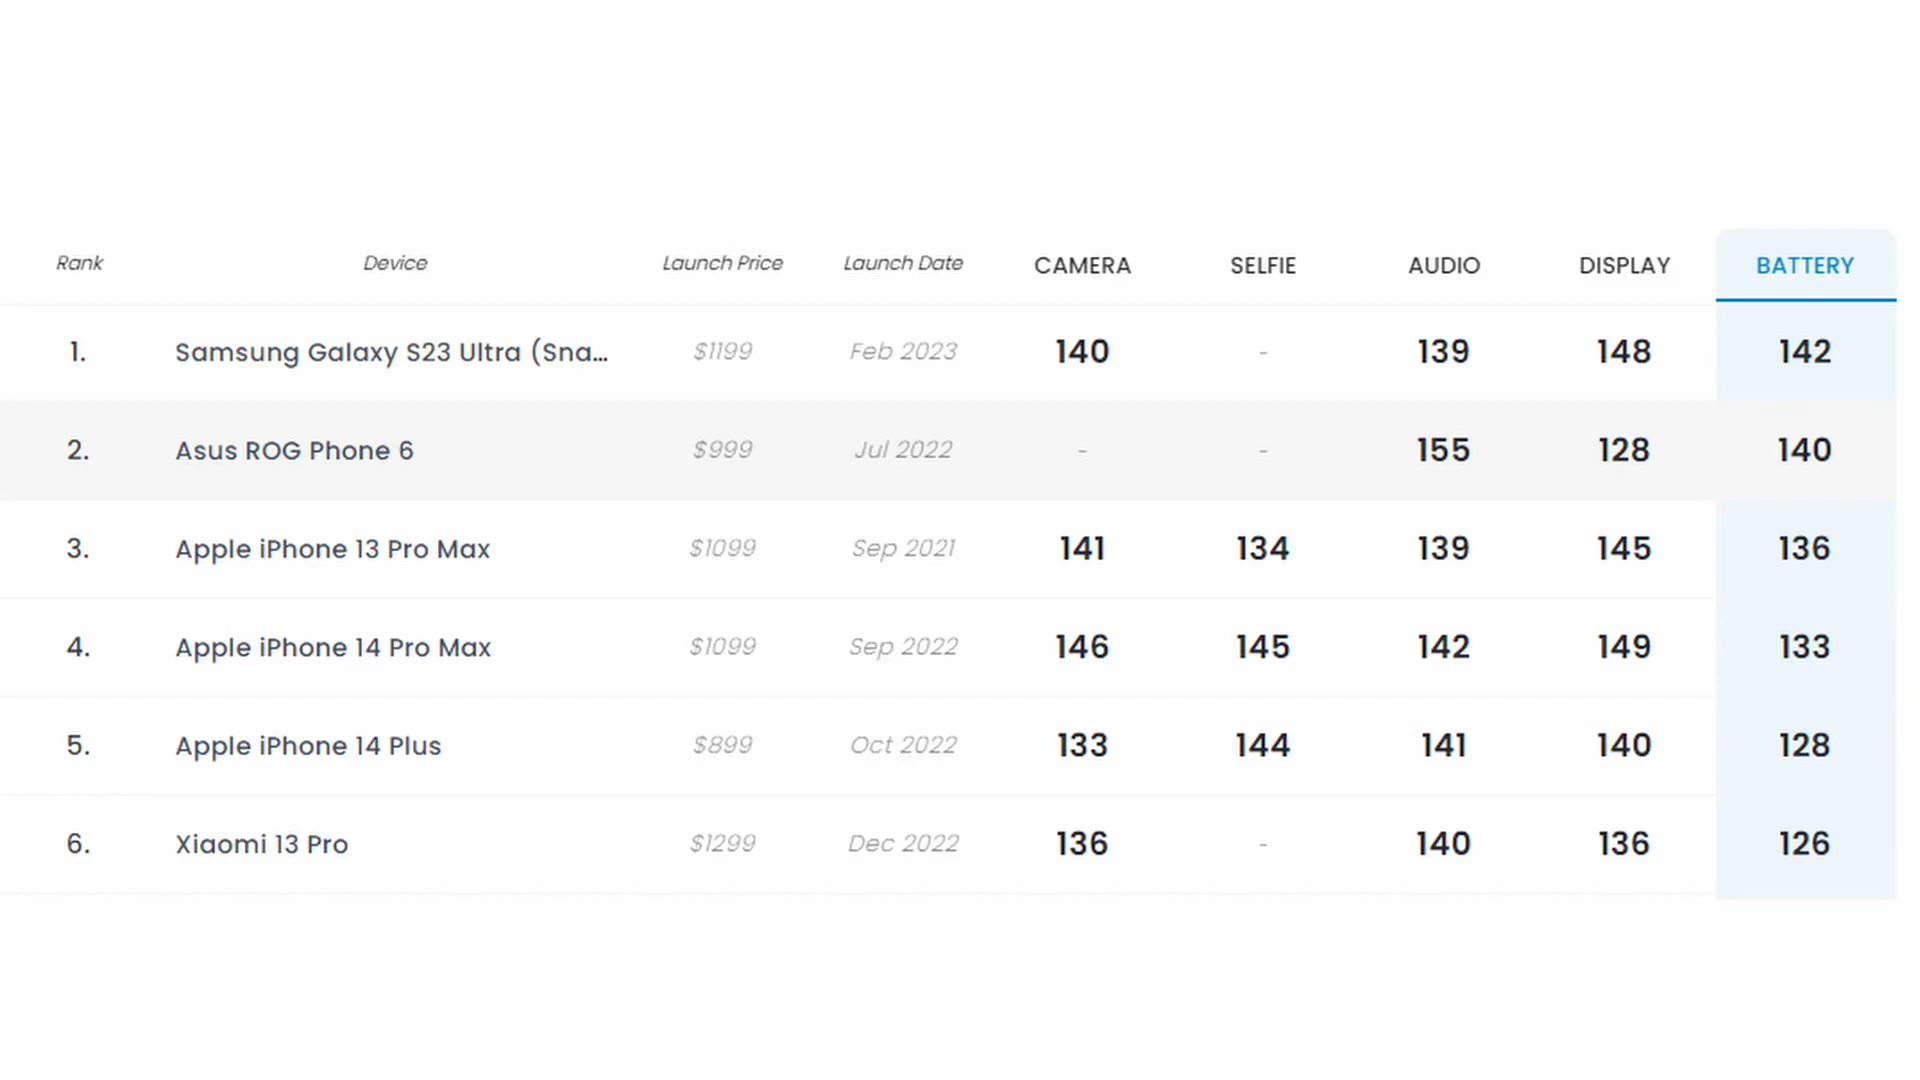 Rank Device Launch Price Launch Date CAMERA SELFIE AUDIO DISPLAY BATTERY
1. Samsung Galaxy S23 Ultra (Sna... $1199 Feb 2023 140 - 139 148 142
2. Asus ROG Phone 6 $999 Jul 2022 - - 155 128 140
3. Apple iPhone 13 Pro Max $1099 Sep 2021 141 134 139 145 136
4. Apple iPhone 14 Pro Max $1099 Sep 2022 146 145 142 149 133
5. Apple iPhone 14 Plus $899 Oct 2022 133 144 141 140 128
6. Xiaomi 13 Pro $1299 Dec 2022 136 - 140 136 126